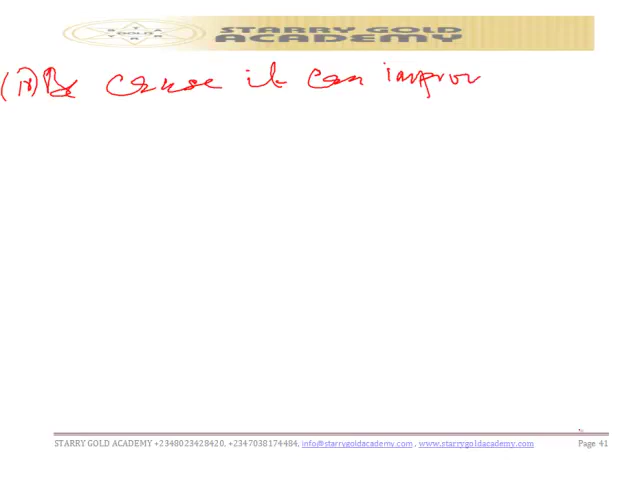 STARRY GOLD
ACADEMY
Be cause it can improv
STARRY GOLD ACADEMY +2348023428420, +2347038174484, info@starrygoldacademy.com , www.starrygoldacademy.com Page 41